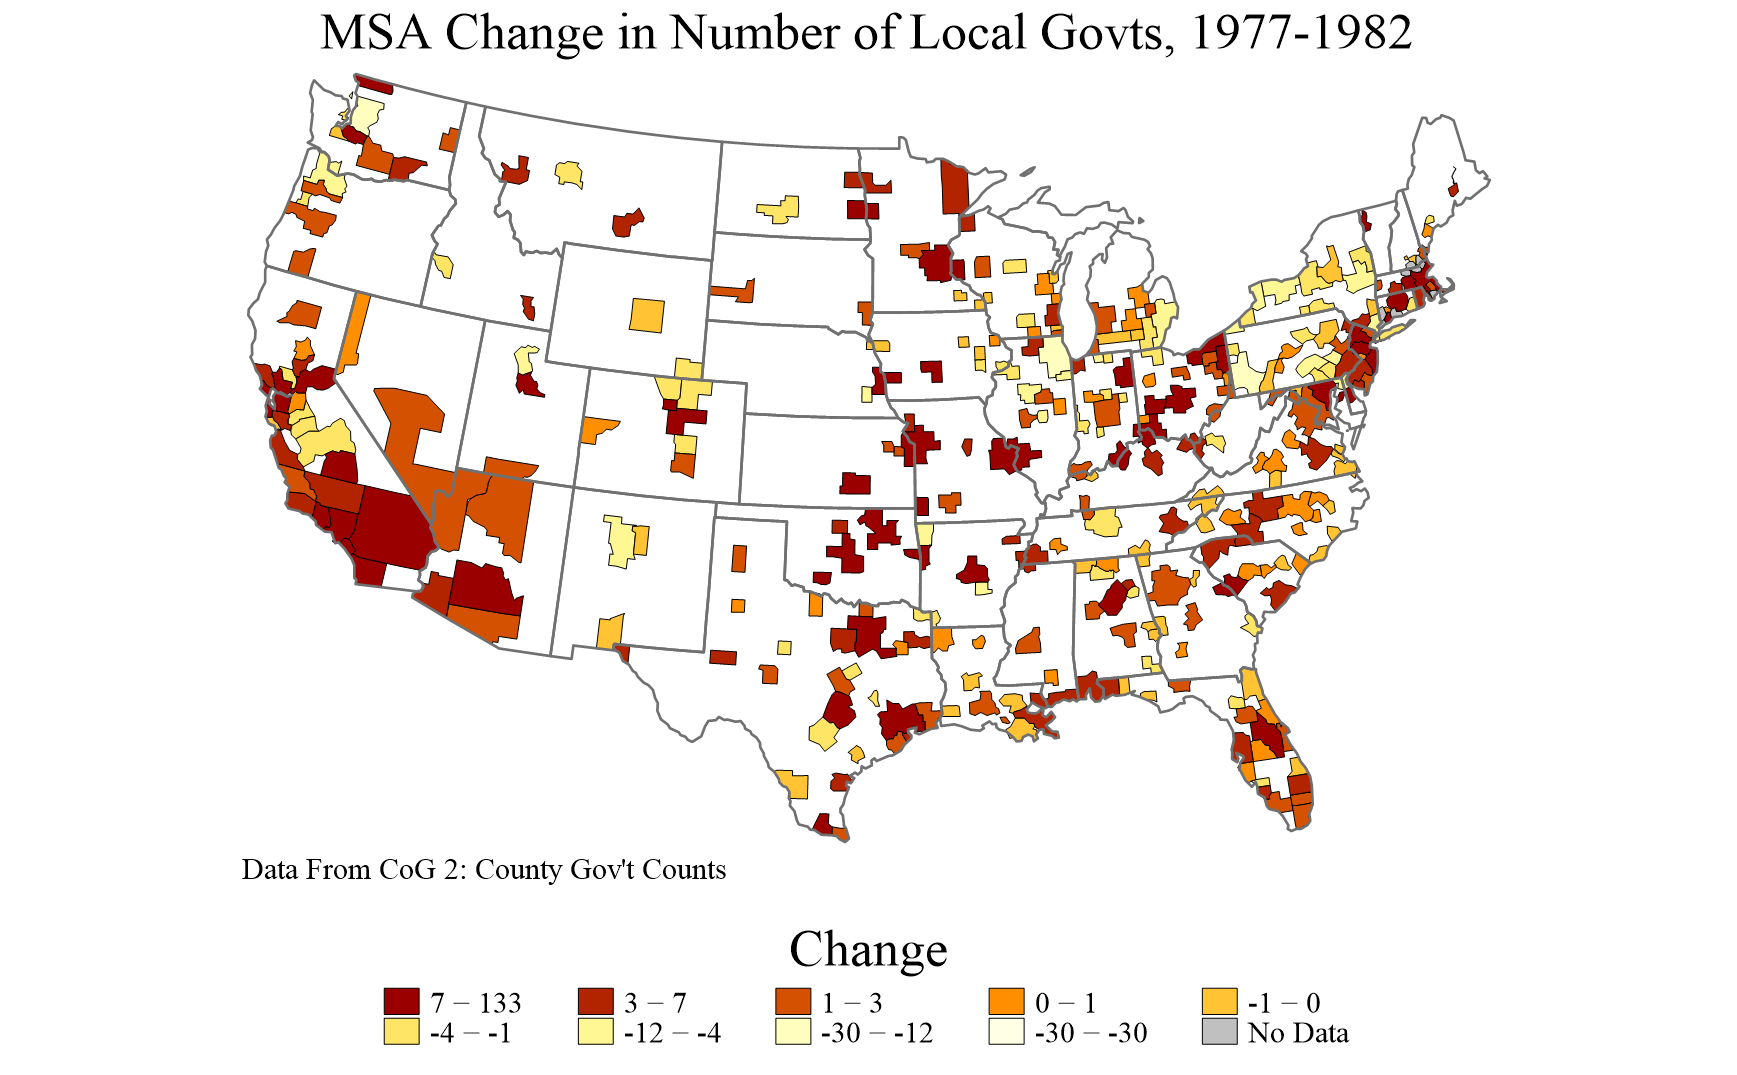 MSA Change in Number of Local Govts, 1977-1982
Data From CoG 2: County Gov't Counts
Change
7 – 133 3 – 7 1 – 3 0 – 1 -1 – 0
-4 – -1 -12 – -4 -30 – -12 -30 – -30 No Data